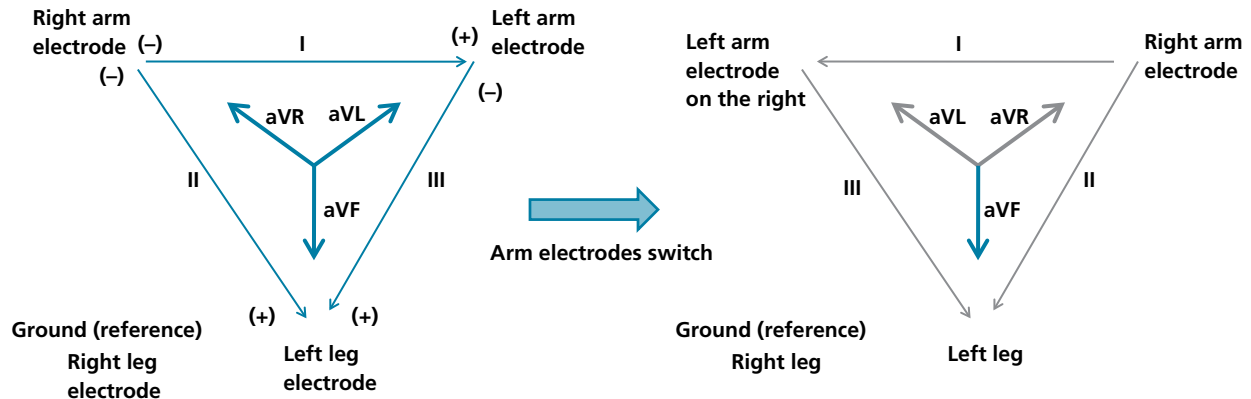 Right arm
electrode
(–)
(–)
I
(+)
Left arm
electrode
(–)
aVR
aVL
II
III
aVF
(+)
(+)
Ground (reference)
Right leg
electrode
Left leg
electrode
Arm electrodes switch
Left arm
electrode
on the right
I
Right arm
electrode
aVL
aVR
III
II
aVF
Ground (reference)
Right leg
Left leg